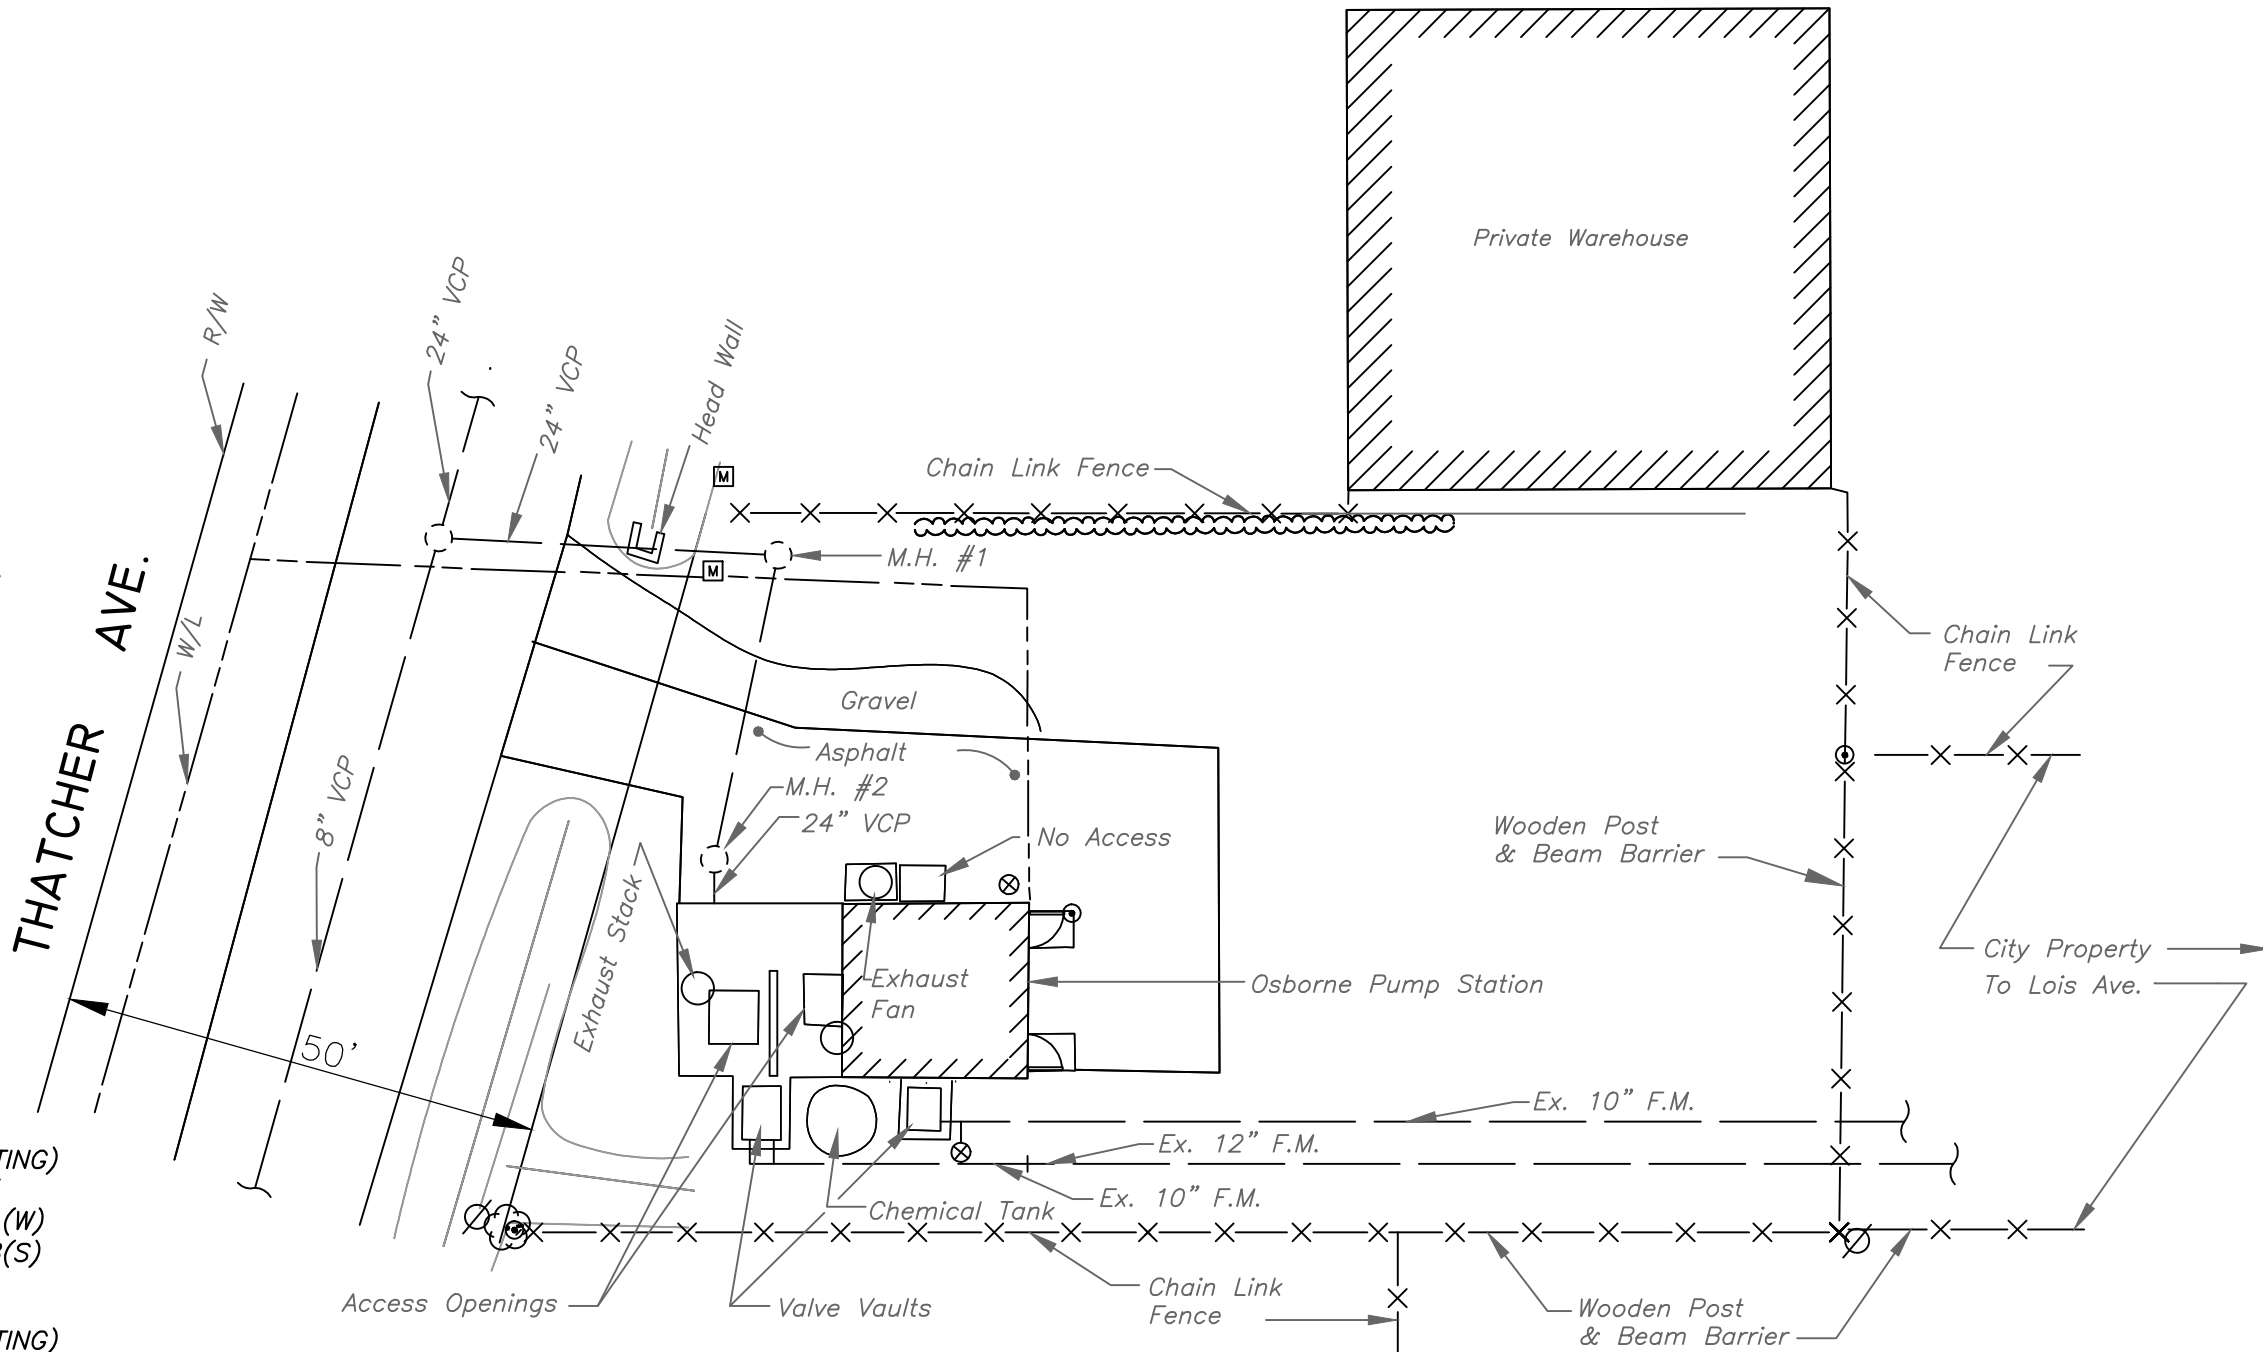 Private Warehouse
R/W
24" VCP
24" VCP
Head Wall
M
Chain Link Fence
M.H. #1
M
THATCHER AVE.
W/L
Chain Link
Fence
Gravel
Asphalt
M.H. #2
24" VCP
8" VCP
No Access
Wooden Post
& Beam Barrier
Exhaust Stack
Exhaust
Fan
Osborne Pump Station
City Property
To Lois Ave.
50'
Ex. 10" F.M.
Ex. 12" F.M.
Ex. 10" F.M.
TING)
(W)
(S)
Chemical Tank
Access Openings
Valve Vaults
Chain Link
Fence
Wooden Post
& Beam Barrier
TING)